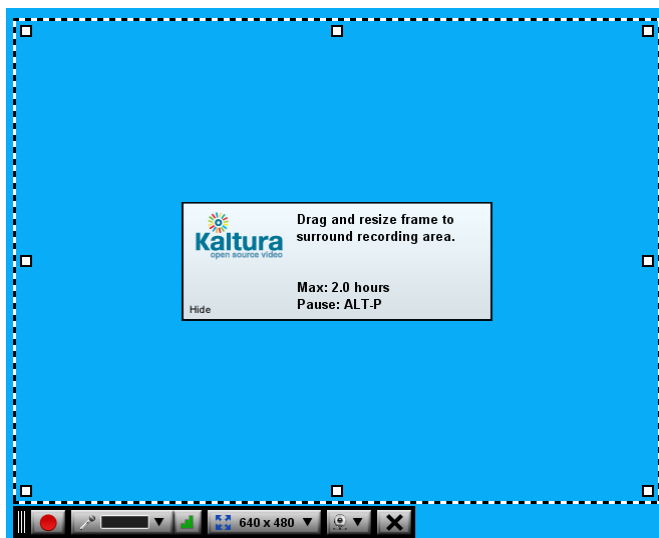 Drag and resize frame to
surround recording area.
Kaltura
open source video
Max: 2.0 hours
Pause: ALT-P
Hide
640 x 480